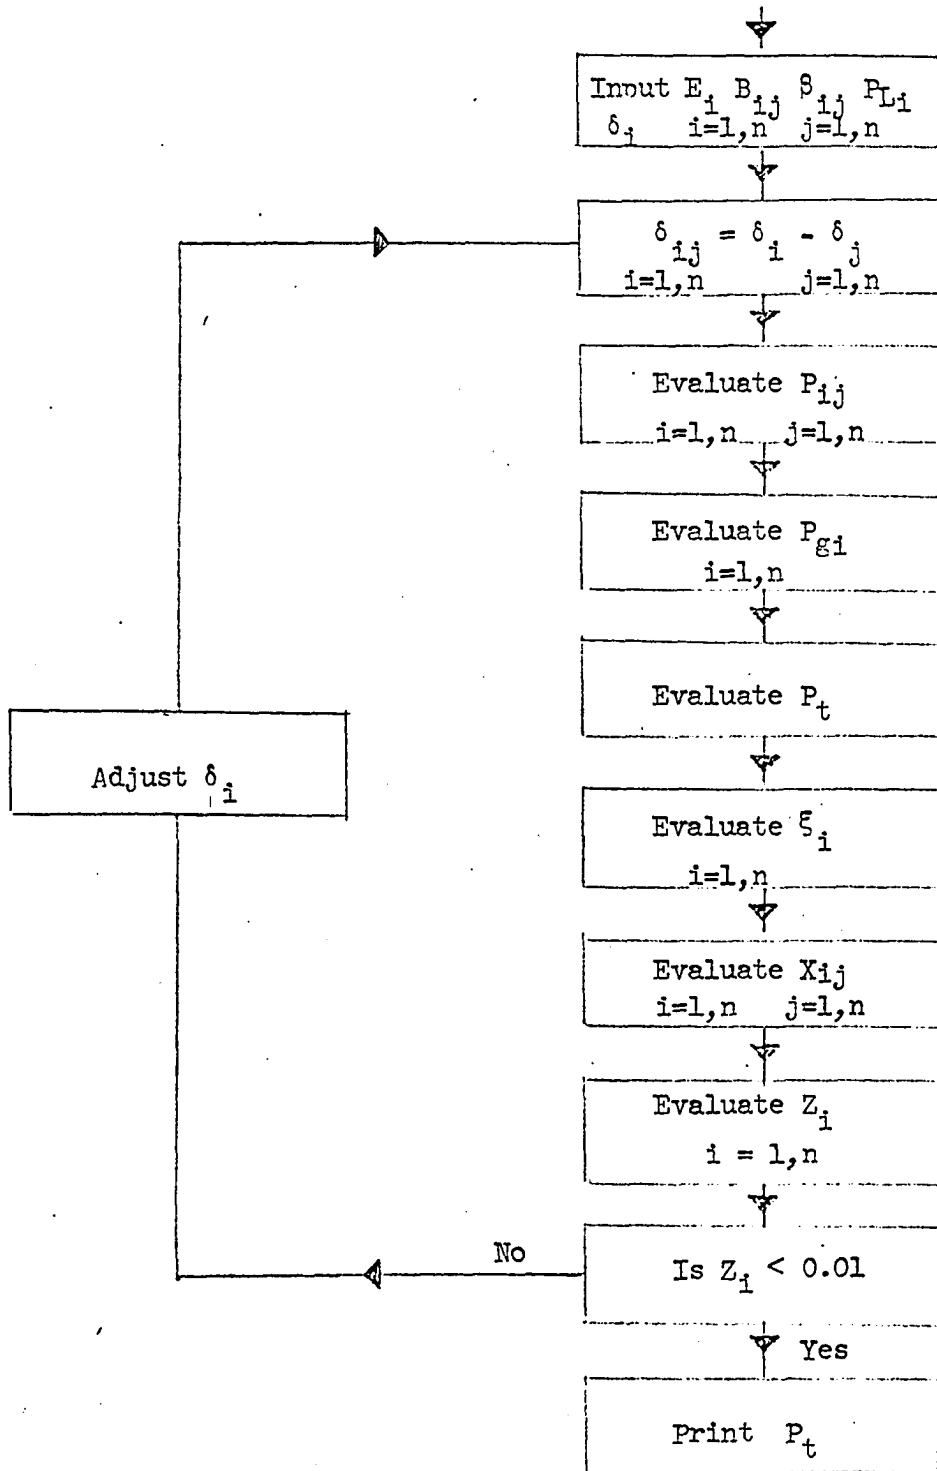 Input E_i B_ij β_ij P_Li
δ_i i=1,n j=1,n
δ_ij = δ_i - δ_j
i=1,n j=1,n
Evaluate P_ij
i=1,n j=1,n
Evaluate P_gi
i=1,n
Evaluate P_t
Adjust δ_i
Evaluate ξ_i
i=1,n
Evaluate X_ij
i=1,n j=1,n
Evaluate Z_i
i = 1,n
No
Is Z_i < 0.01
Yes
Print P_t